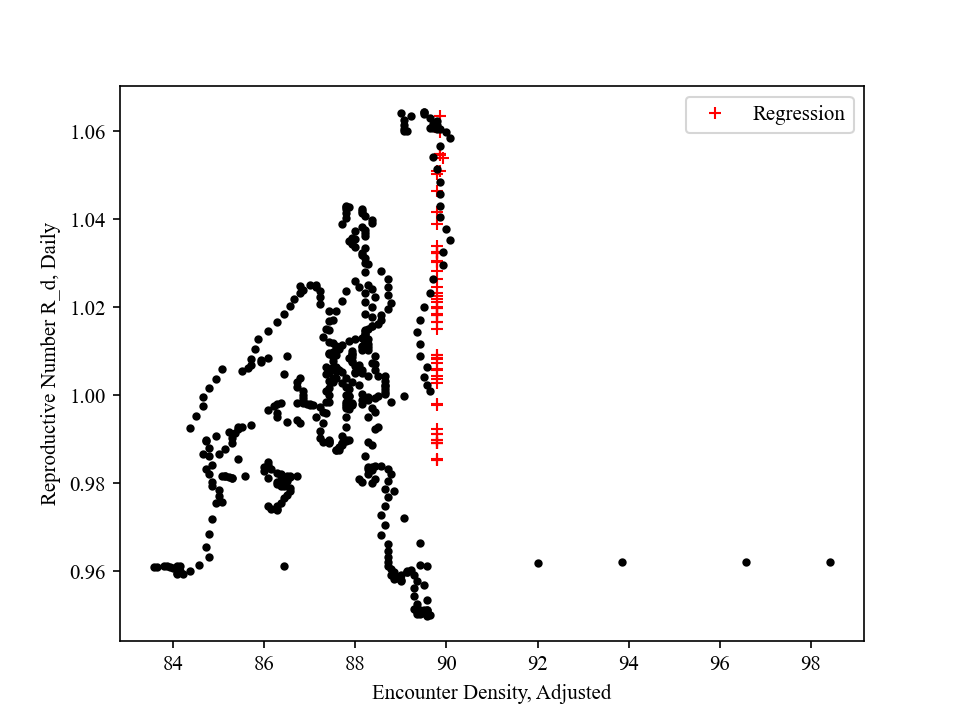 Regression
1.06
1.04
1.02
1.00
0.98
0.96
Reproductive Number R_d, Daily
84 86 88 90 92 94 96 98
Encounter Density, Adjusted